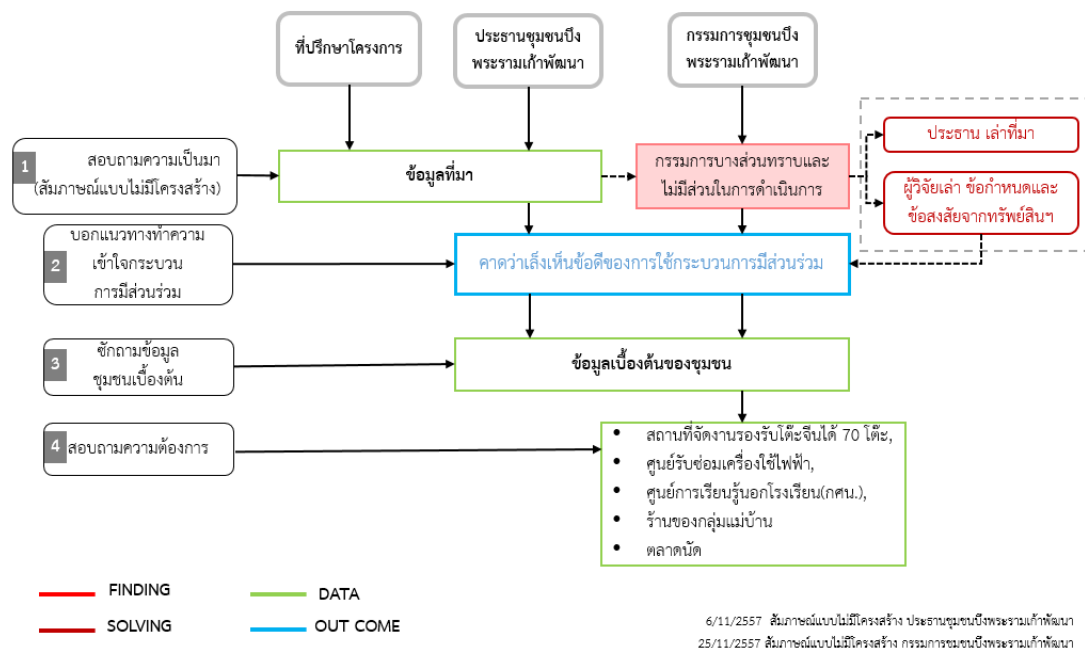 ที่ปรึกษาโครงการ
ประธานชุมชนบึง
พระรามเก้าพัฒนา
กรรมการชุมชนบึง
พระรามเก้าพัฒนา
1
สอบถามความเป็นมา
(สัมภาษณ์แบบไม่มีโครงสร้าง)
ข้อมูลที่มา
กรรมการบางส่วนทราบและ
ไม่มีส่วนในการดำเนินการ
ประธาน เล่าที่มา
ผู้วิจัยเล่า ข้อกำหนดและ
ข้อสงสัยจากทรัพย์สินฯ
2
บอกแนวทางทำความ
เข้าใจกระบวน
การมีส่วนร่วม
คาดว่าเล็งเห็นข้อดีของการใช้กระบวนการมีส่วนร่วม
3
ซักถามข้อมูล
ชุมชนเบื้องต้น
ข้อมูลเบื้องต้นของชุมชน
4
สอบถามความต้องการ
• สถานที่จัดงานรองรับโต๊ะจีนได้ 70 โต๊ะ,
• ศูนย์รับซ่อมเครื่องใช้ไฟฟ้า,
• ศูนย์การเรียนรู้นอกโรงเรียน(กศน.),
• ร้านของกลุ่มแม่บ้าน
• ตลาดนัด
FINDING
DATA
SOLVING
OUT COME
6/11/2557 สัมภาษณ์แบบไม่มีโครงสร้าง ประธานชุมชนบึงพระรามเก้าพัฒนา
25/11/2557 สัมภาษณ์แบบไม่มีโครงสร้าง กรรมการชุมชนบึงพระรามเก้าพัฒนา